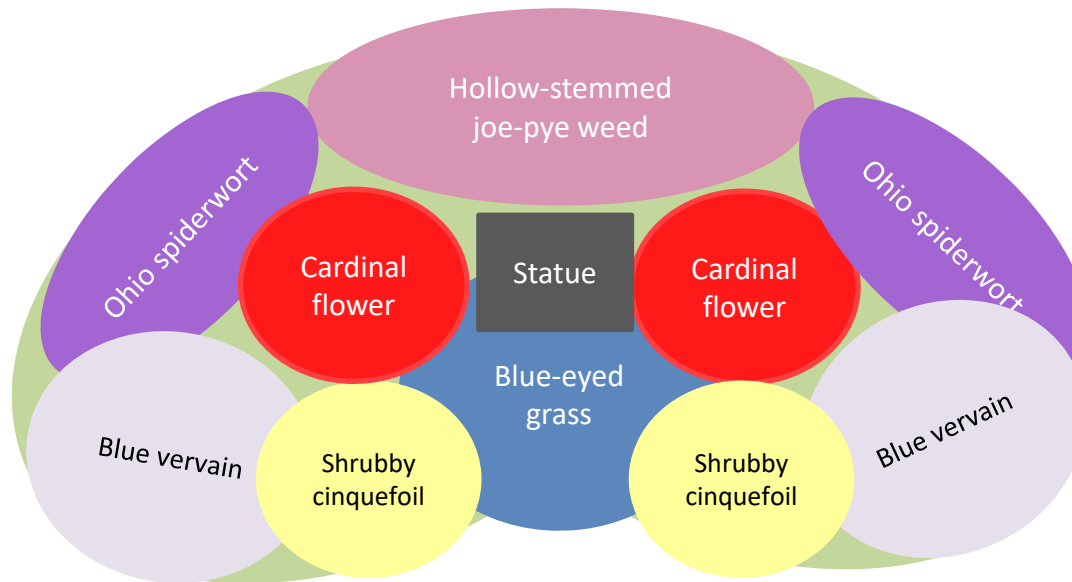 Hollow-stemmed
joe-pye weed
Ohio spiderwort
Ohio spiderwort
Cardinal
flower
Statue
Cardinal
flower
Blue-eyed
grass
Blue vervain
Shrubby
cinquefoil
Shrubby
cinquefoil
Blue vervain